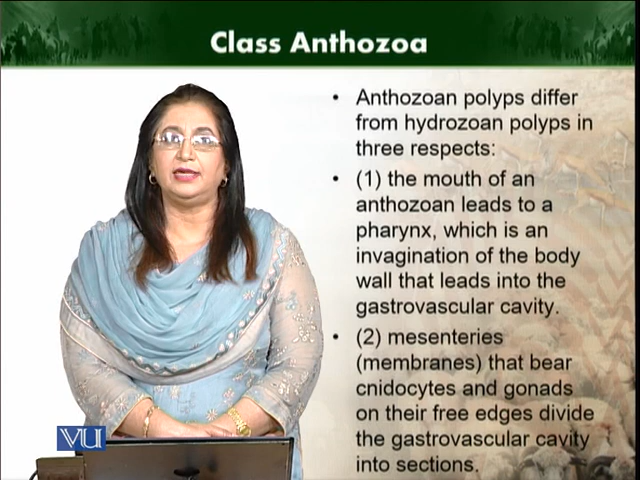 Class Anthozoa
• Anthozoan polyps differ
from hydrozoan polyps in
three respects:
• (1) the mouth of an
anthozoan leads to a
pharynx, which is an
invagination of the body
wall that leads into the
gastrovascular cavity.
• (2) mesenteries
(membranes) that bear
cnidocytes and gonads
on their free edges divide
the gastrovascular cavity
into sections.
VU